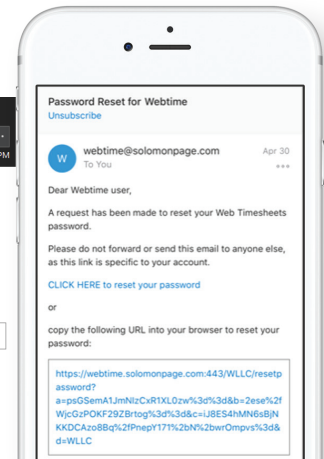 Password Reset for Webtime
Unsubscribe
W
webtime@solomonpage.com
Apr 30
To You
PM
Dear Webtime user,
A request has been made to reset your Web Timesheets
password.
Please do not forward or send this email to anyone else,
as this link is specific to your account.
CLICK HERE to reset your password
or
copy the following URL into your browser to reset your
password:
https://webtime.solomonpage.com:443/WLLC/resetp
assword?
a=psGSemA1JmNlzCxR1XL0zw%3d%3d&b=2ese%2f
WjcGzPOKF29ZBrtog%3d%3d&c=iJ8ES4hMN6sBjN
KKDCAzo8Bq%2fPnepY171%2bN%2bwrOmpvs%3d&
d=WLLC